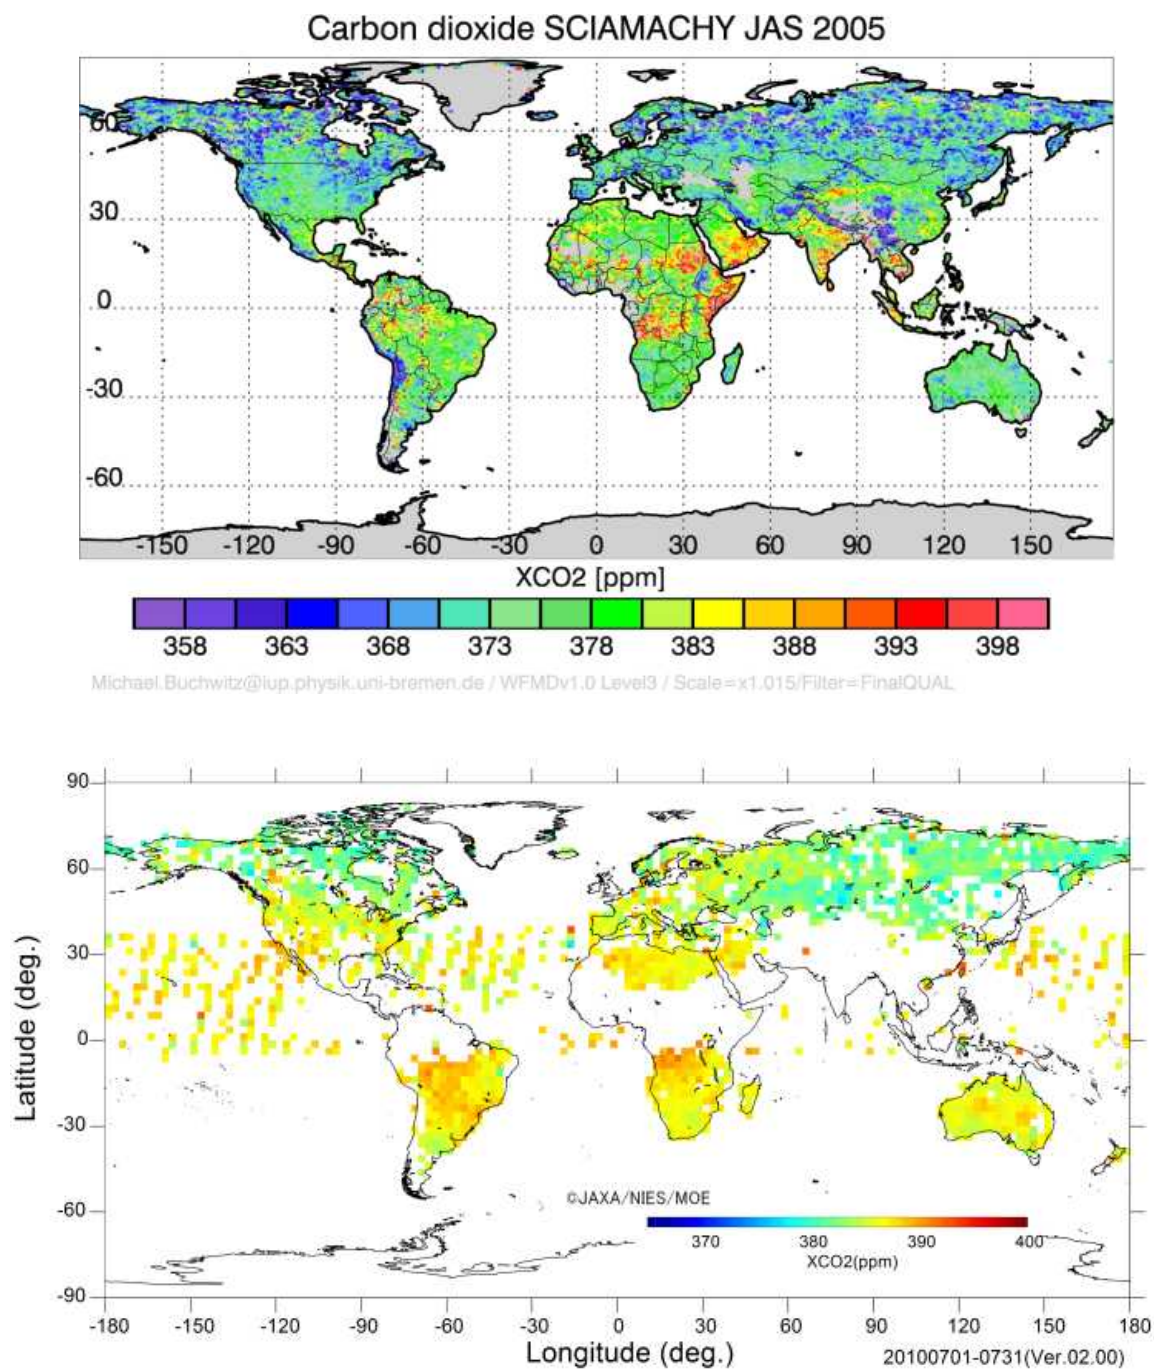 Carbon dioxide SCIAMACHY JAS 2005
60
30
0
-30
-60
-150 -120 -90 -60 -30 0 30 60 90 120 150
XCO2 [ppm]
358 363 368 373 378 383 388 393 398
Michael.Buchwitz@iup.physik.uni-bremen.de / WFMDv1.0 Level3 / Scale=x1.015/Filter=FinalQUAL
90
60
30
0
-30
-60
-90
Latitude (deg.)
©JAXA/NIES/MOE
370 380 390 400
XCO2(ppm)
-180 -150 -120 -90 -60 -30 0 30 60 90 120 150 180
Longitude (deg.)
20100701-0731(Ver.02.00)